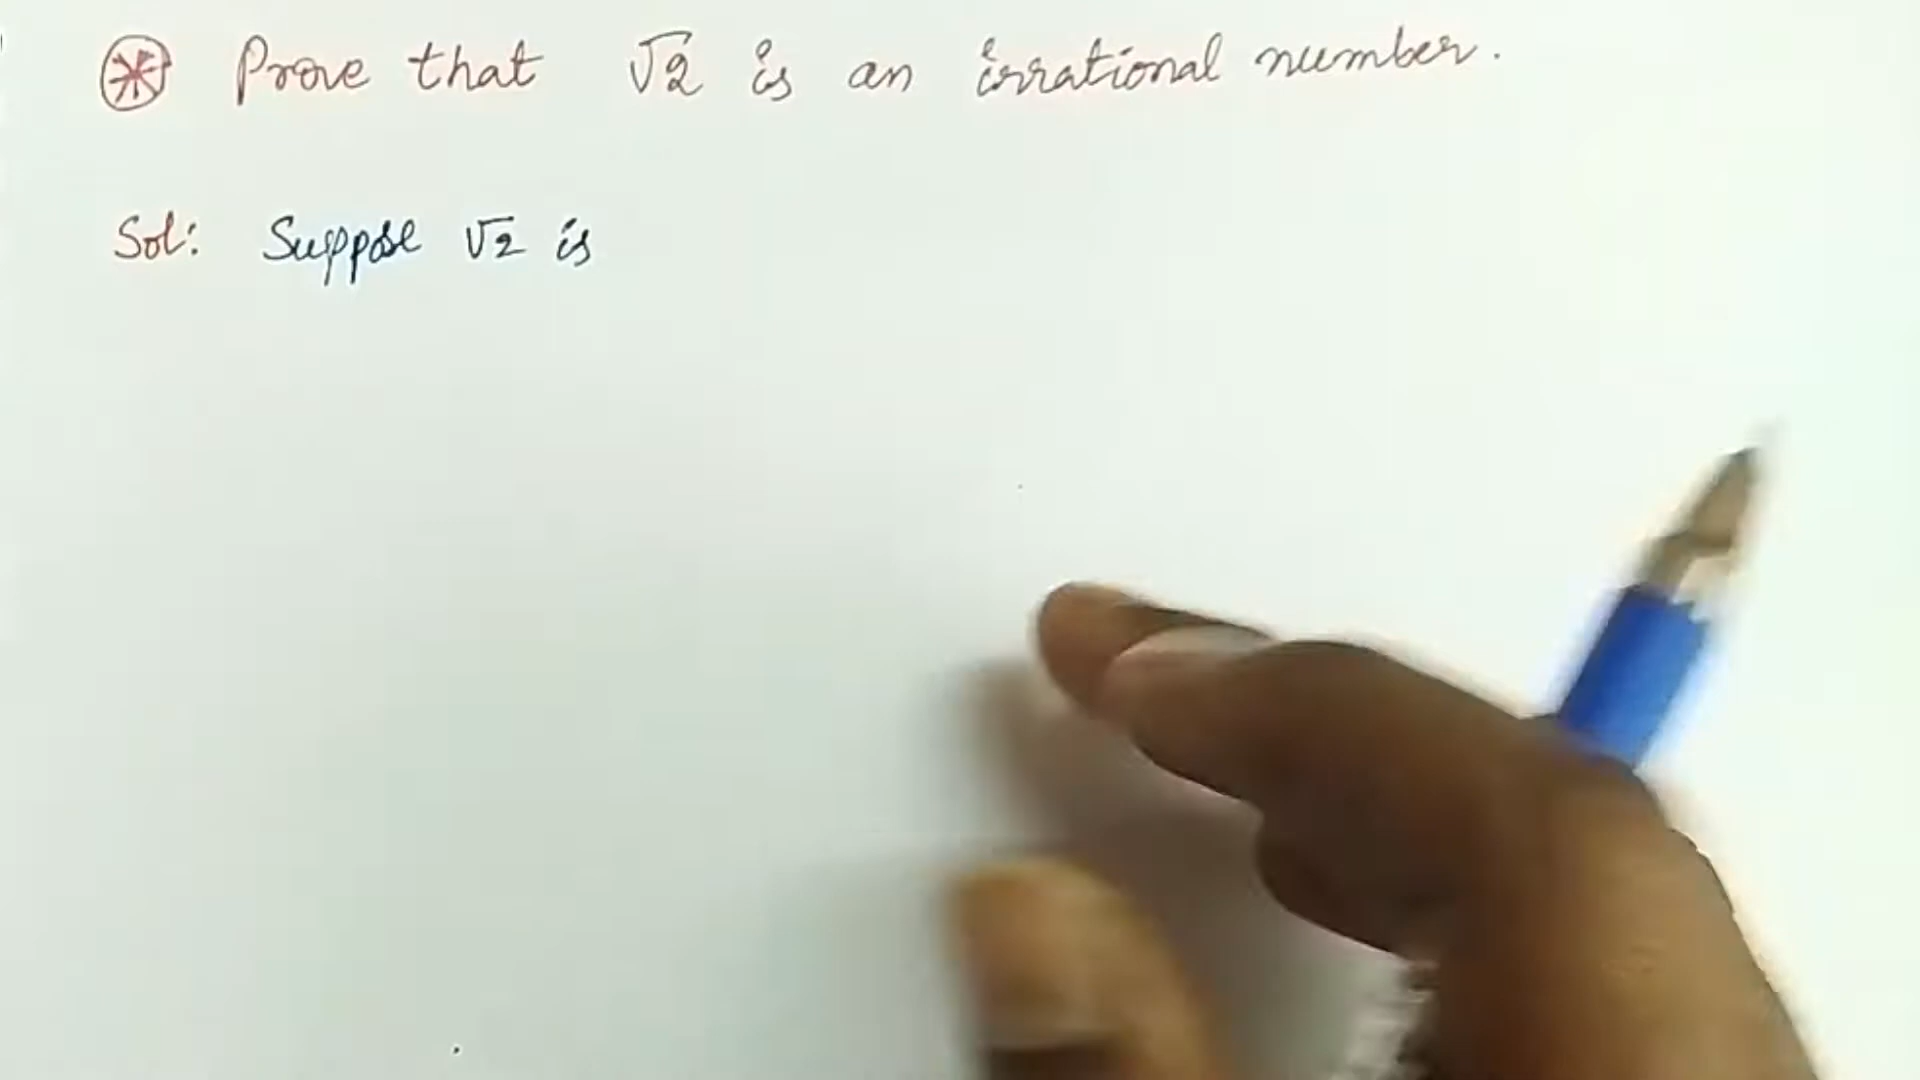 Prove that √2 is an irrational number.
Sol: Suppose √2 is